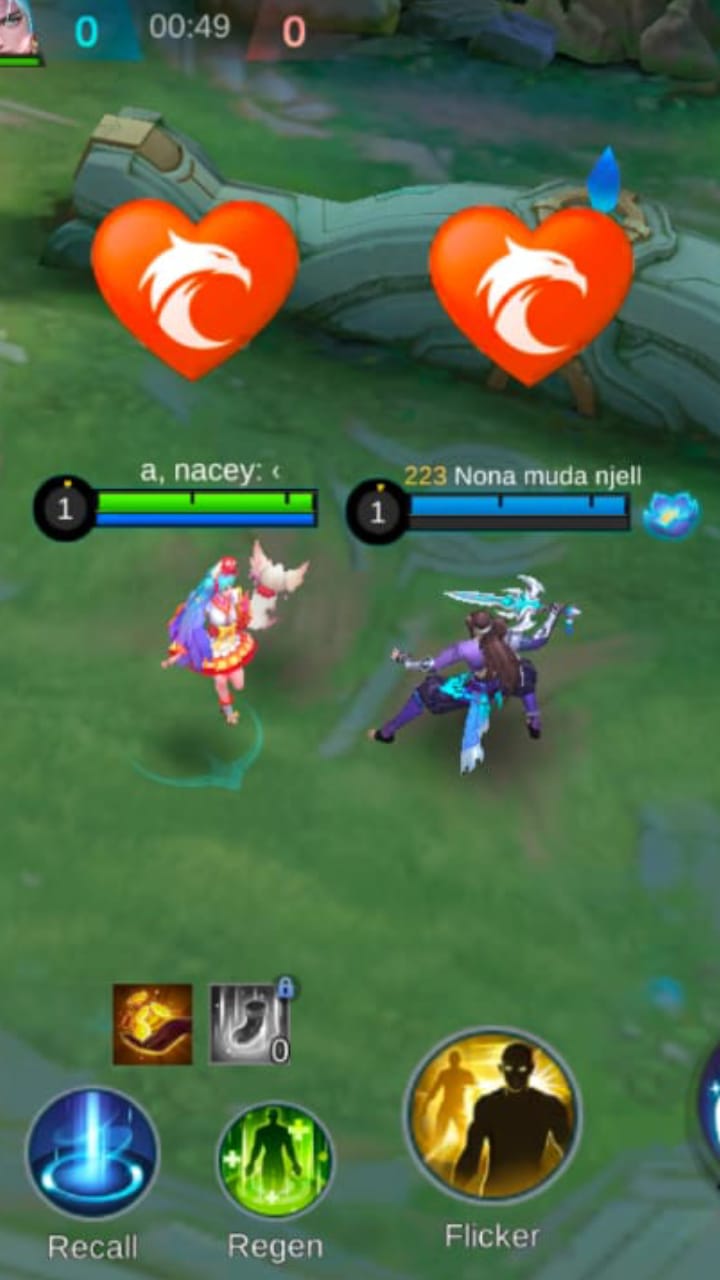 0 00:49 0
a, nacey: ‹
223 Nona muda njell
1
1
0
Recall
Regen
Flicker